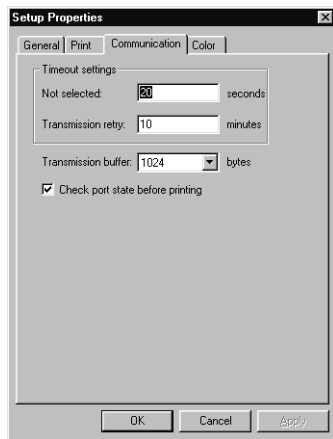 Setup Properties
General Print Communication Color
Timeout settings
Not selected: 20 seconds
Transmission retry: 10 minutes
Transmission buffer: 1024 bytes
Check port state before printing
OK Cancel Apply